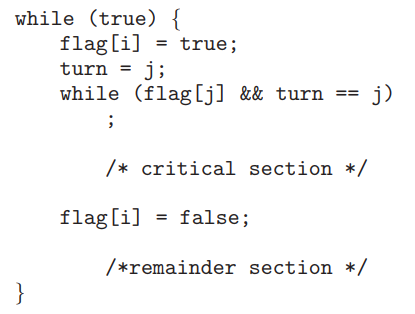 while (true) {
flag[i] = true;
turn = j;
while (flag[j] && turn == j)
;
/* critical section */
flag[i] = false;
/*remainder section */
}